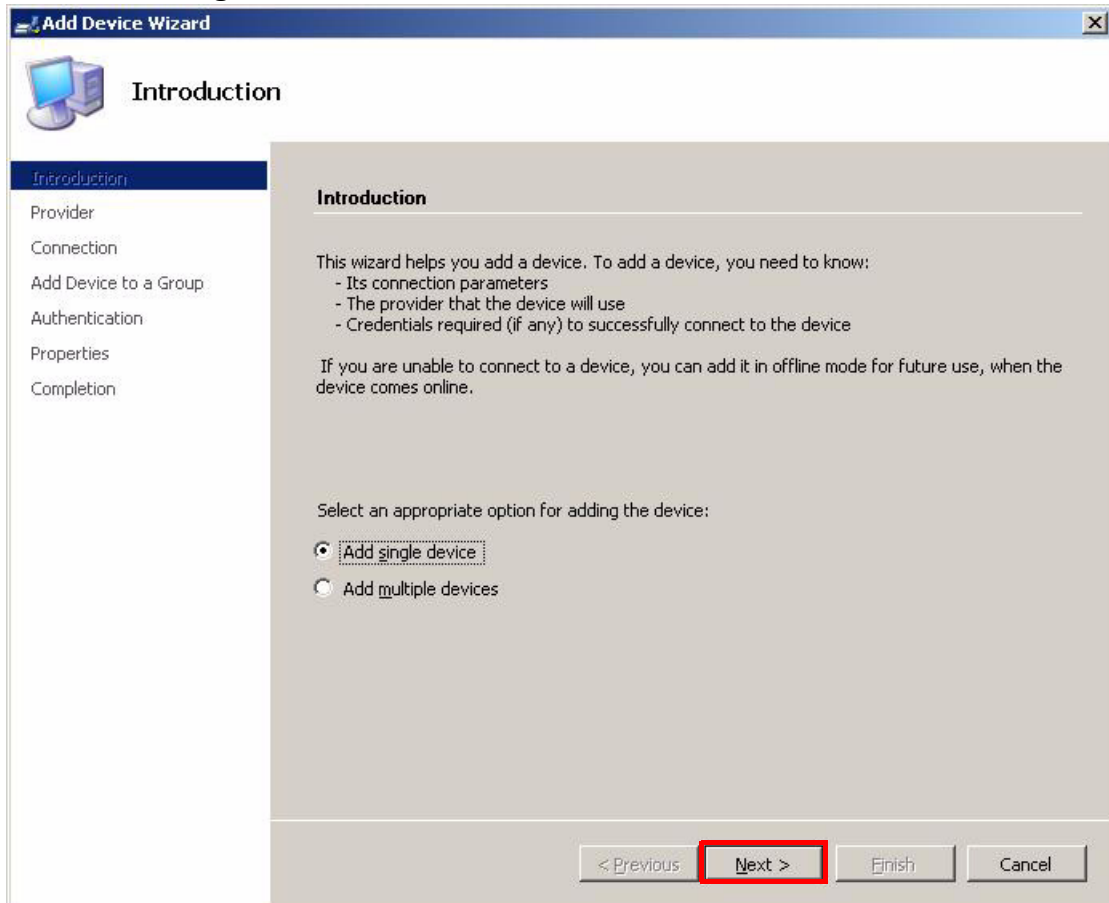 Add Device Wizard
Introduction
Introduction
Provider
Connection
Add Device to a Group
Authentication
Properties
Completion
Introduction
This wizard helps you add a device. To add a device, you need to know:
- Its connection parameters
- The provider that the device will use
- Credentials required (if any) to successfully connect to the device
If you are unable to connect to a device, you can add it in offline mode for future use, when the
device comes online.
Select an appropriate option for adding the device:
Add single device
Add multiple devices
< Previous Next > Finish Cancel